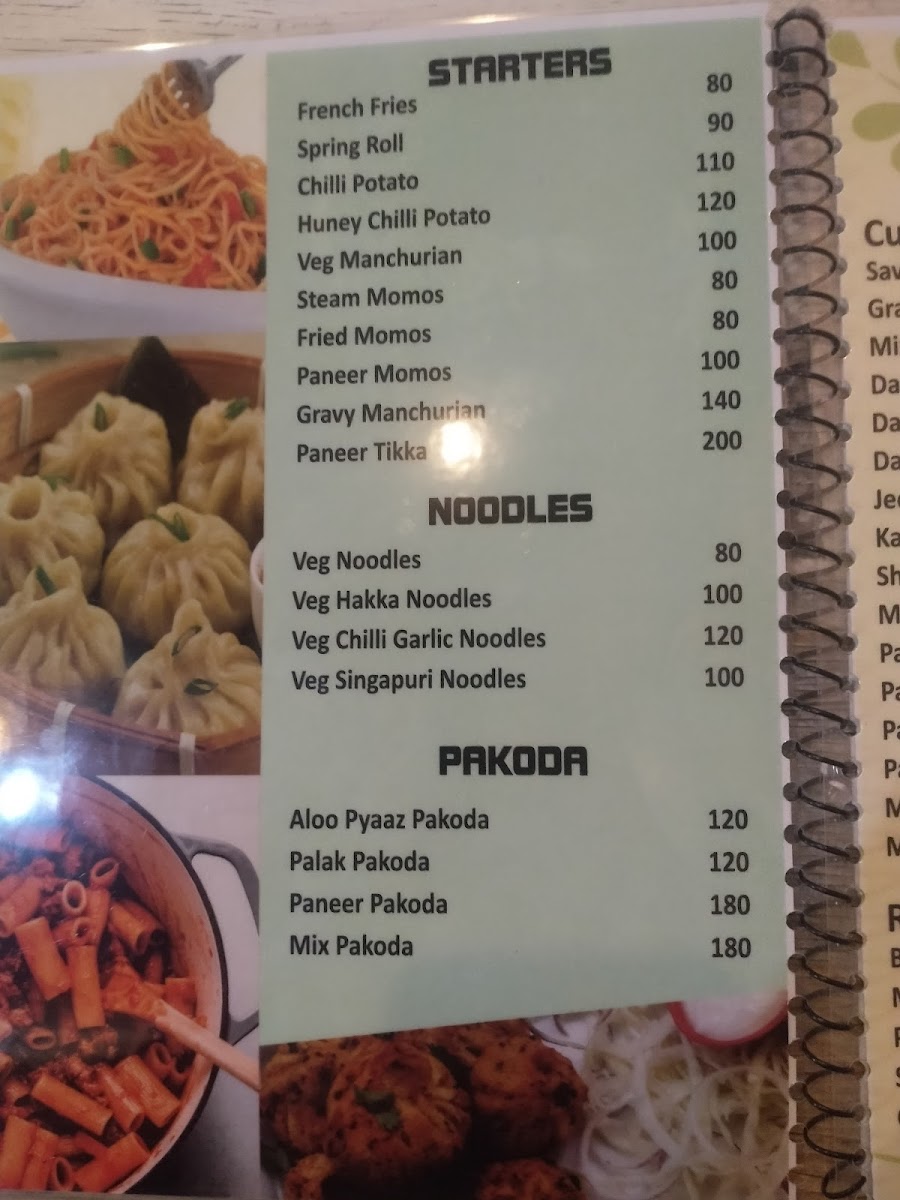 STARTERS
French Fries 80
Spring Roll 90
Chilli Potato 110
Huney Chilli Potato 120
Veg Manchurian 100
Steam Momos 80
Fried Momos 80
Paneer Momos 100
Gravy Manchurian 140
Paneer Tikka 200
NOODLES
Veg Noodles 80
Veg Hakka Noodles 100
Veg Chilli Garlic Noodles 120
Veg Singapuri Noodles 100
PAKODA
Aloo Pyaaz Pakoda 120
Palak Pakoda 120
Paneer Pakoda 180
Mix Pakoda 180